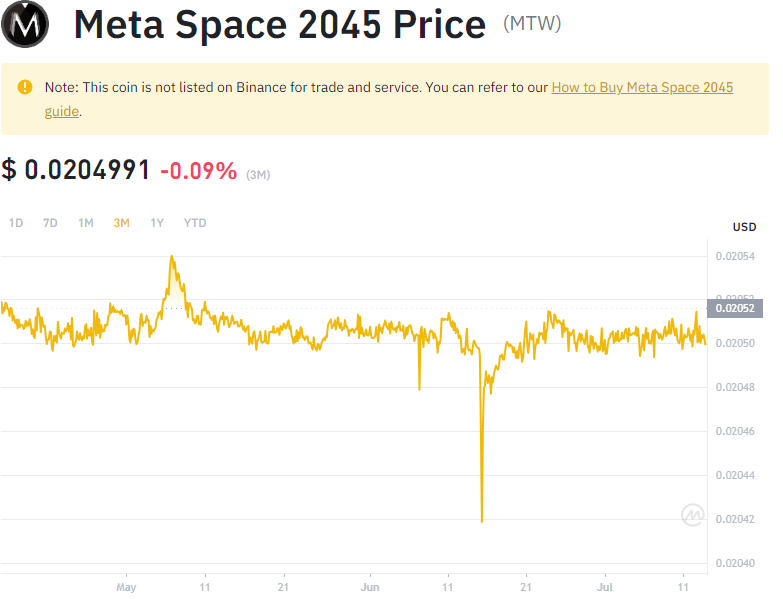 Meta Space 2045 Price (MTW)
Note: This coin is not listed on Binance for trade and service. You can refer to our How to Buy Meta Space 2045
guide.
$ 0.0204991 -0.09% (3M)
1D 7D 1M 3M 1Y YTD
USD
0.02054
0.02052
0.02050
0.02048
0.02046
0.02044
0.02042
0.02040
May 11 21 Jun 11 21 Jul 11